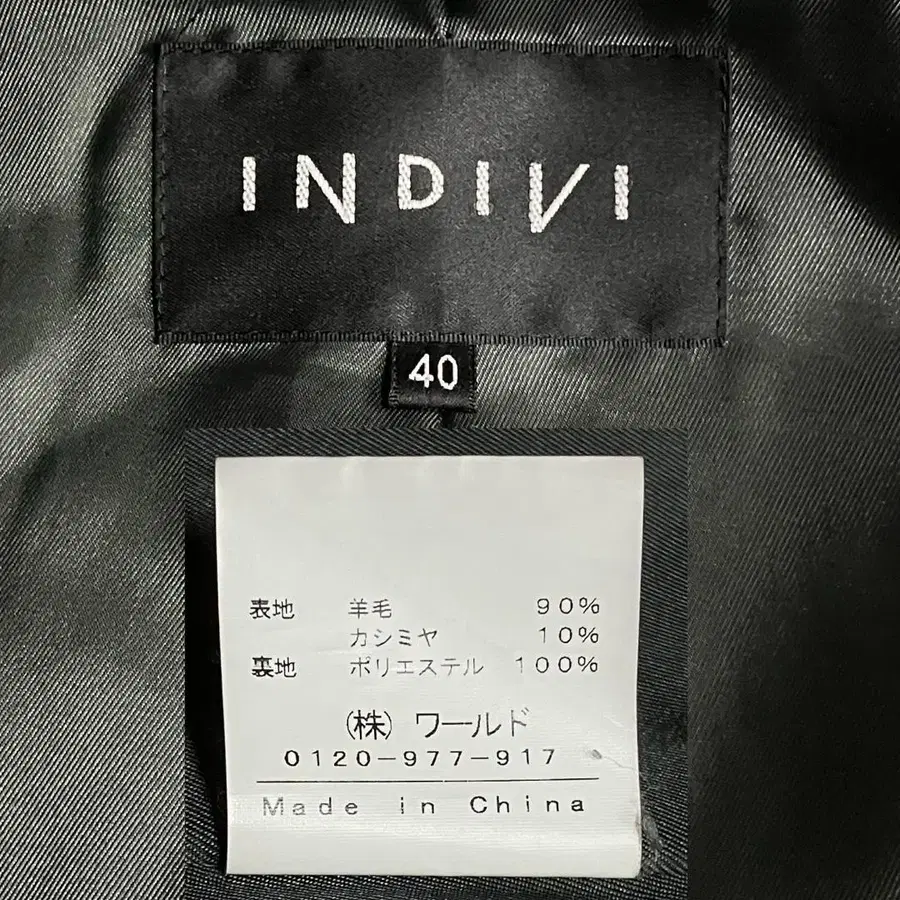 INDIVI
40
表地 羊毛 90%
カシミヤ 10%
裏地 ポリエステル 100%
(株) ワールド
0120-977-917
Made in China